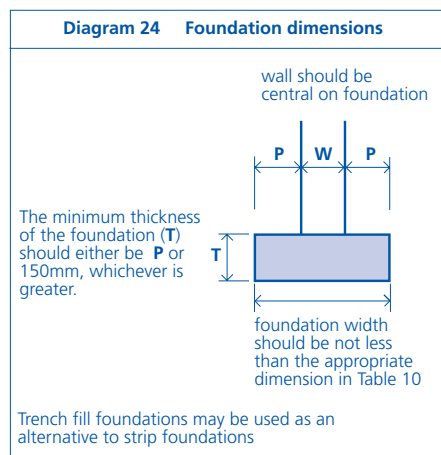 Diagram 24 Foundation dimensions
wall should be
central on foundation
P W P
The minimum thickness
of the foundation (T)
should either be P or
150mm, whichever is
greater.
T
foundation width
should be not less
than the appropriate
dimension in Table 10
Trench fill foundations may be used as an
alternative to strip foundations